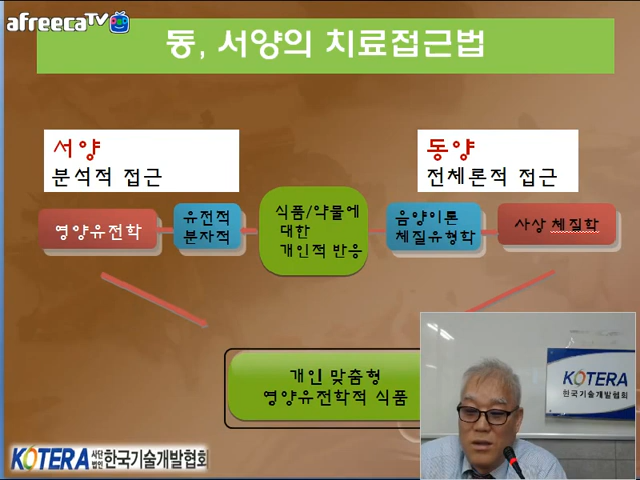 afreecaTV
동, 서양의 치료접근법
서양
분석적 접근
동양
전체론적 접근
영양유전학
유전적
분자적
식품/약물에
대한
개인적 반응
음양이론
체질유형학
사상 체질학
개인 맞춤형
영양유전학적 식품
KOTERA
한국기술개발협회
KOTERA 사단법인 한국기술개발협회